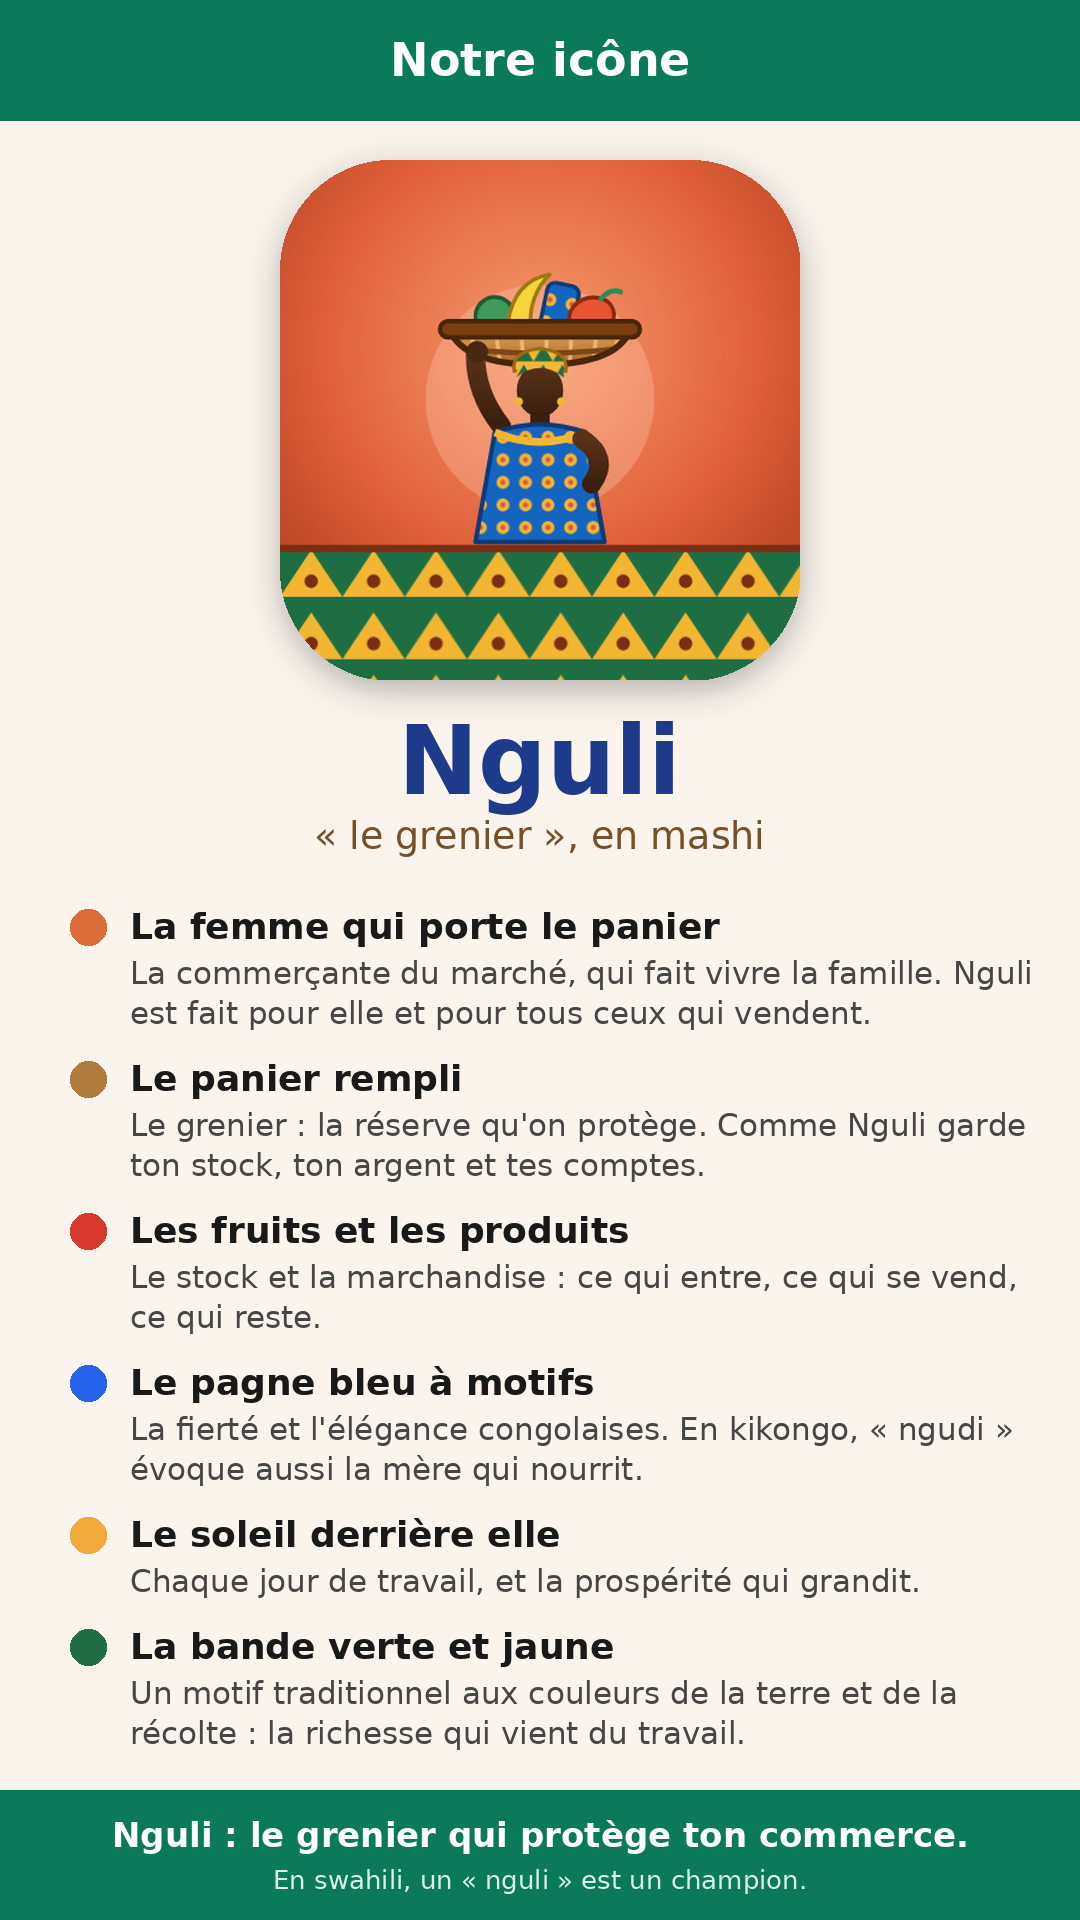 Notre icône
Nguli
« le grenier », en mashi
La femme qui porte le panier
La commerçante du marché, qui fait vivre la famille. Nguli
est fait pour elle et pour tous ceux qui vendent.
Le panier rempli
Le grenier : la réserve qu'on protège. Comme Nguli garde
ton stock, ton argent et tes comptes.
Les fruits et les produits
Le stock et la marchandise : ce qui entre, ce qui se vend,
ce qui reste.
Le pagne bleu à motifs
La fierté et l'élégance congolaises. En kikongo, « ngudi »
évoque aussi la mère qui nourrit.
Le soleil derrière elle
Chaque jour de travail, et la prospérité qui grandit.
La bande verte et jaune
Un motif traditionnel aux couleurs de la terre et de la
récolte : la richesse qui vient du travail.
Nguli : le grenier qui protège ton commerce.
En swahili, un « nguli » est un champion.